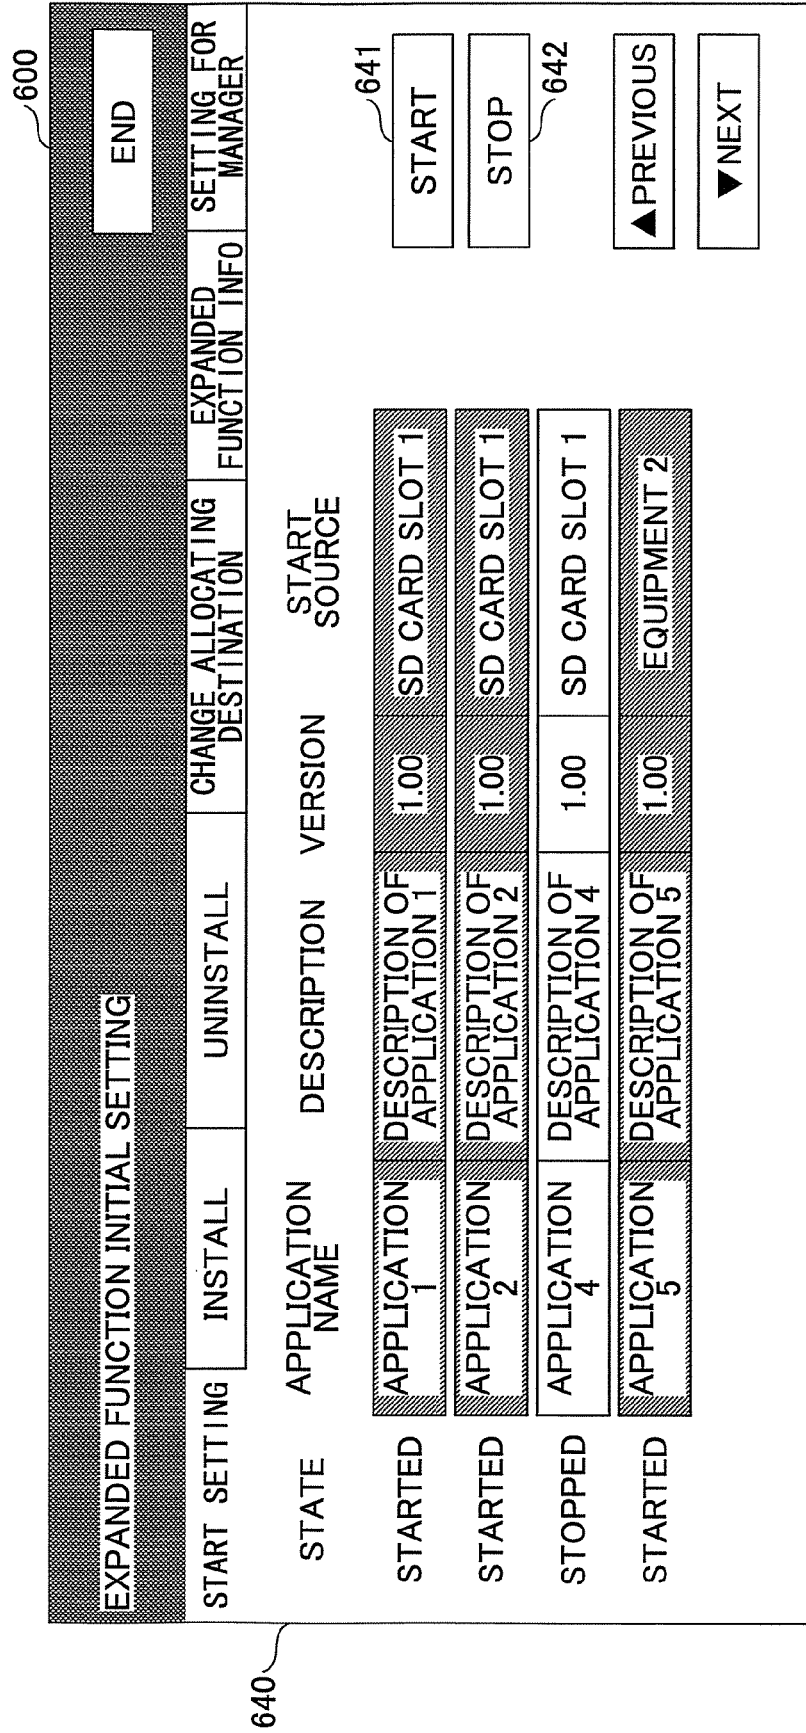 600
EXPANDED FUNCTION INITIAL SETTING
END
START SETTING
INSTALL
UNINSTALL
CHANGE ALLOCATING
DESTINATION
EXPANDED
FUNCTION INFO
SETTING FOR
MANAGER
640
STATE
APPLICATION
NAME
DESCRIPTION
VERSION
START
SOURCE
STARTED
APPLICATION
1
DESCRIPTION OF
APPLICATION 1
1.00
SD CARD SLOT 1
STARTED
APPLICATION
2
DESCRIPTION OF
APPLICATION 2
1.00
SD CARD SLOT 1
STOPPED
APPLICATION
4
DESCRIPTION OF
APPLICATION 4
1.00
SD CARD SLOT 1
STARTED
APPLICATION
5
DESCRIPTION OF
APPLICATION 5
1.00
EQUIPMENT 2
START
641
STOP
642
▲PREVIOUS
▼NEXT